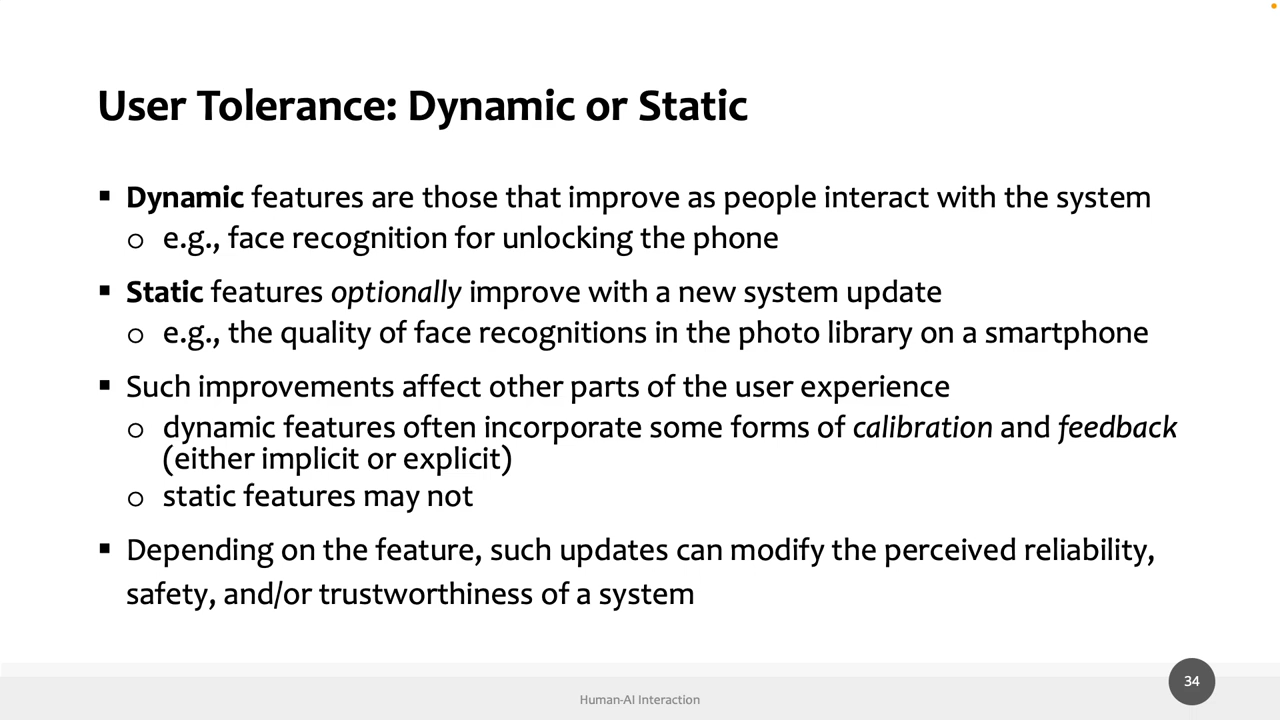 User Tolerance: Dynamic or Static
▪ Dynamic features are those that improve as people interact with the system
o e.g., face recognition for unlocking the phone
▪ Static features optionally improve with a new system update
o e.g., the quality of face recognitions in the photo library on a smartphone
▪ Such improvements affect other parts of the user experience
o dynamic features often incorporate some forms of calibration and feedback
(either implicit or explicit)
o static features may not
▪ Depending on the feature, such updates can modify the perceived reliability,
safety, and/or trustworthiness of a system
34
Human-AI Interaction